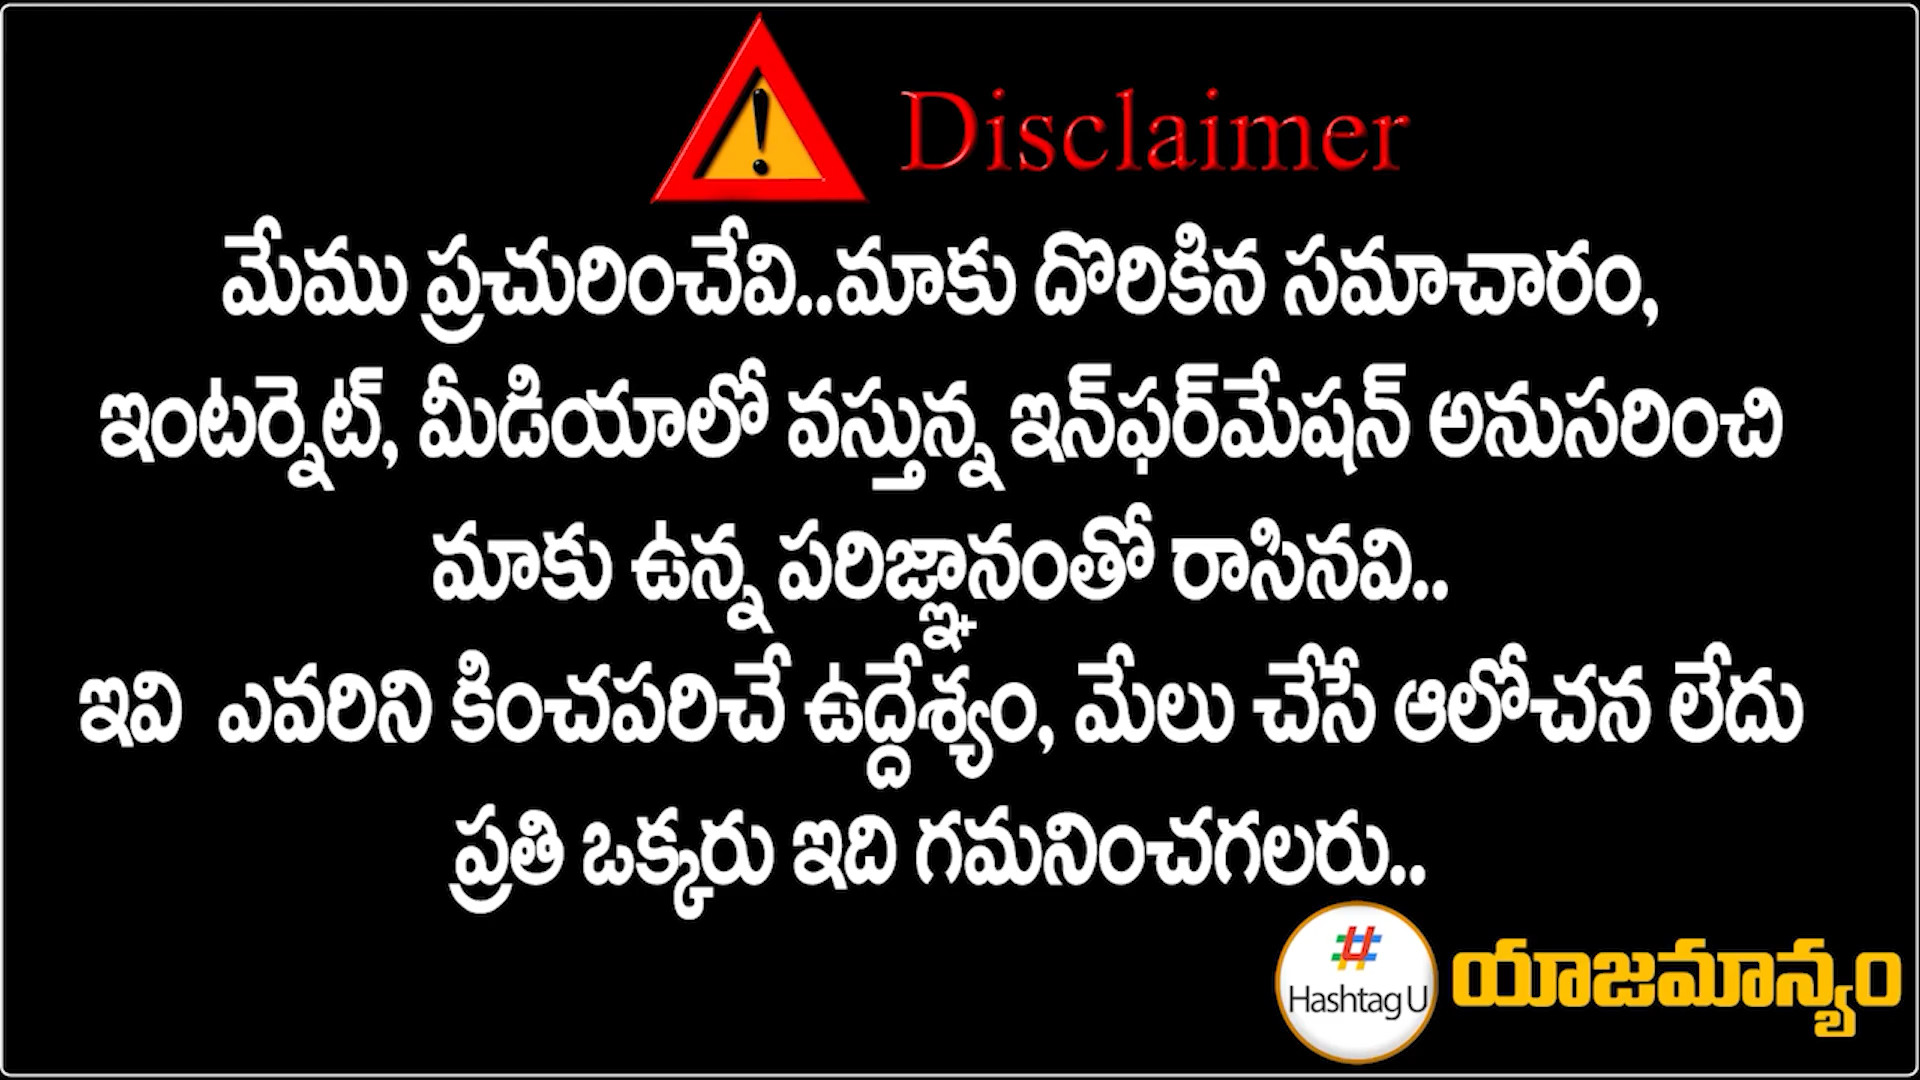 Disclaimer
మేము ప్రచురించేవి..మాకు దొరికిన సమాచారం,
ఇంటర్నెట్, మీడియాలో వస్తున్న ఇన్‌ఫర్‌మేషన్ అనుసరించి
మాకు ఉన్న పరిజ్ఞానంతో రాసినవి..
ఇవి ఎవరిని కించపరిచే ఉద్దేశ్యం, మేలు చేసే ఆలోచన లేదు
ప్రతి ఒక్కరు ఇది గమనించగలరు..
#
Hashtag U
యాజమాన్యం